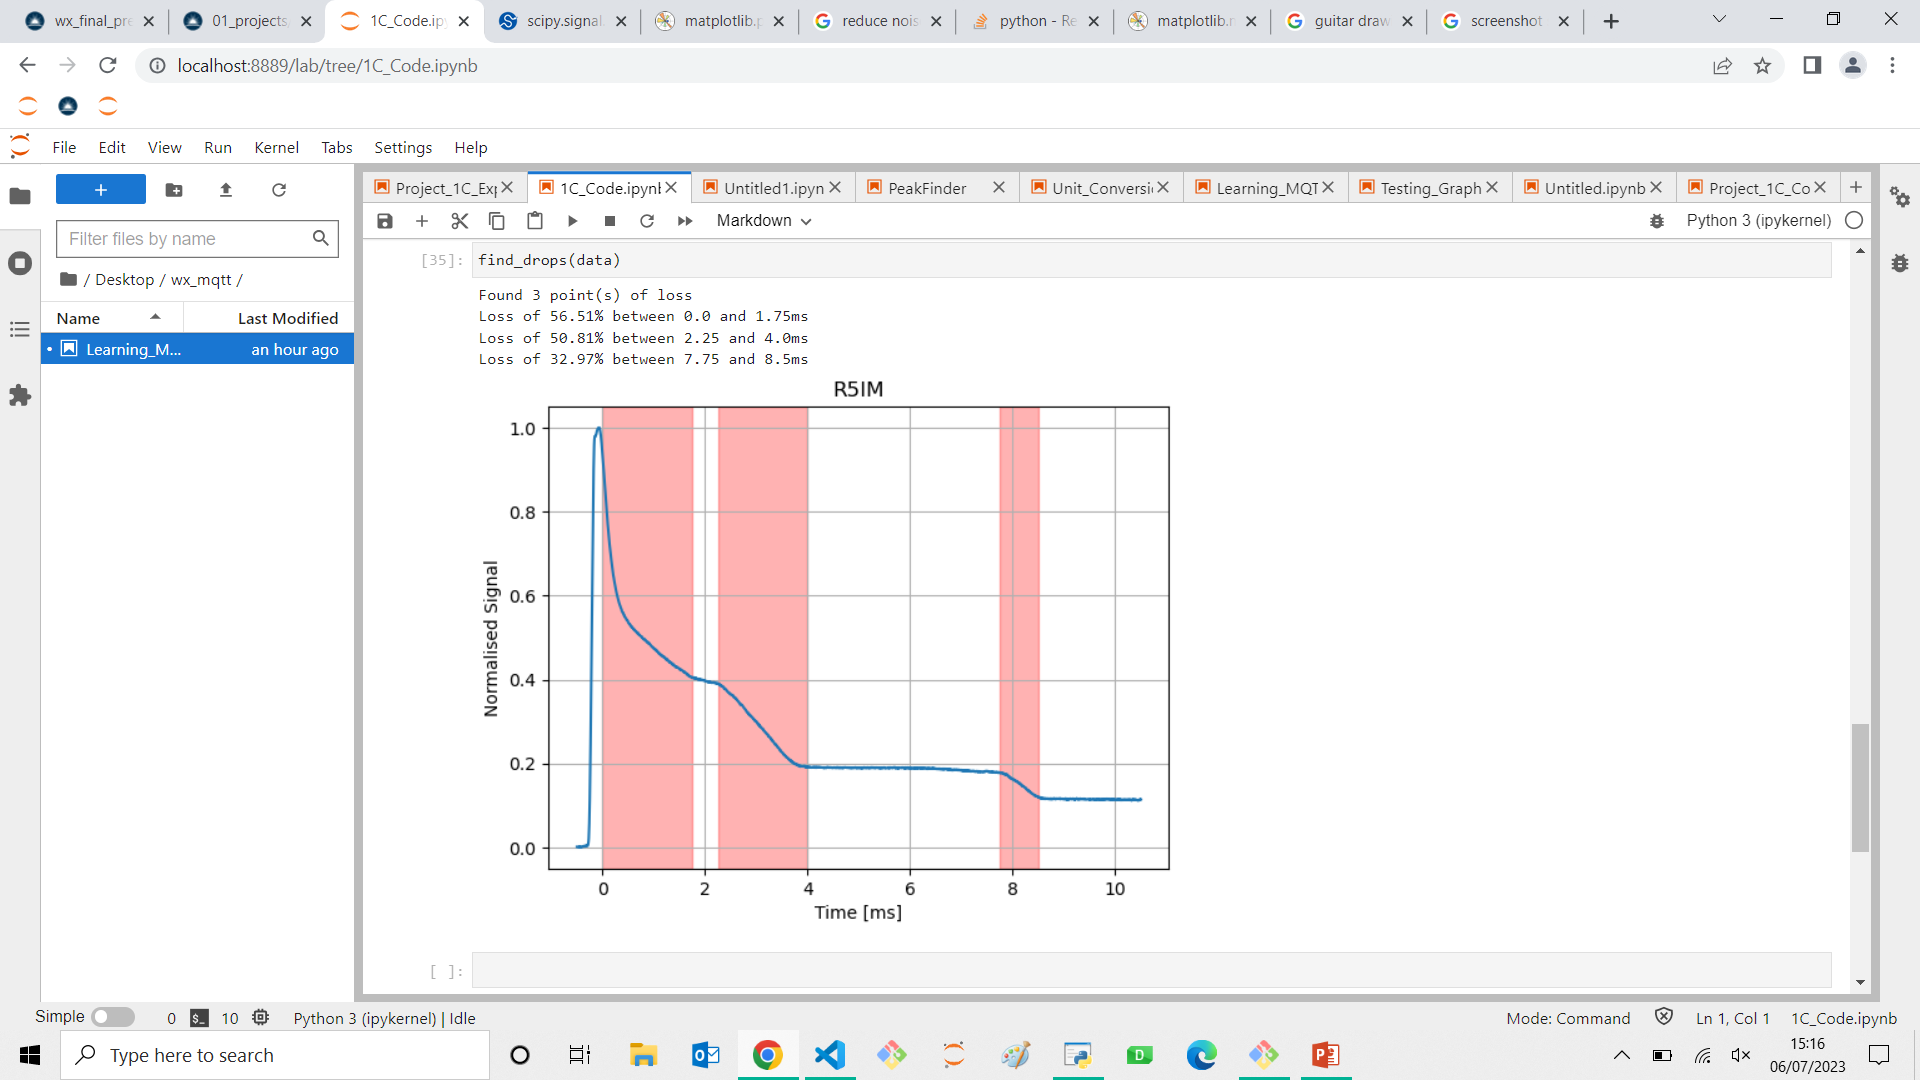 wx_final_pre
01_projects
1C_Code.ip
scipy.signal
matplotlib.p
reduce nois
python - Re
matplotlib.r
guitar draw
screenshot
localhost:8889/lab/tree/1C_Code.ipynb
File Edit View Run Kernel Tabs Settings Help
Project_1C_Exp
1C_Code.ipynb
Untitled1.ipyn
PeakFinder
Unit_Conversi
Learning_MQT
Testing_Graph
Untitled.ipynb
Project_1C_Co
Markdown
Python 3 (ipykernel)
Filter files by name
/ Desktop / wx_mqtt /
Name Last Modified
Learning_M... an hour ago
[35]: find_drops(data)
Found 3 point(s) of loss
Loss of 56.51% between 0.0 and 1.75ms
Loss of 50.81% between 2.25 and 4.0ms
Loss of 32.97% between 7.75 and 8.5ms
R5IM
1.0
0.8
0.6
0.4
0.2
0.0
Normalised Signal
0 2 4 6 8 10
Time [ms]
[ ]:
Simple 0 $_ 10 Python 3 (ipykernel) | Idle
Mode: Command Ln 1, Col 1 1C_Code.ipynb
Type here to search
15:16
06/07/2023